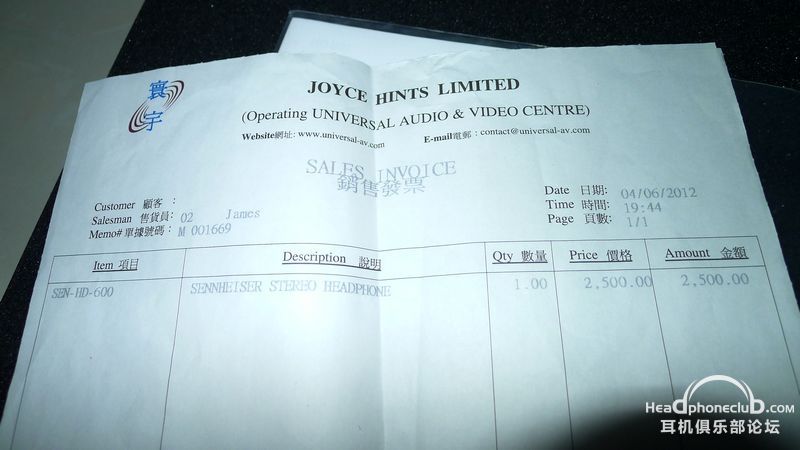 寰宇
JOYCE HINTS LIMITED
(Operating UNIVERSAL AUDIO & VIDEO CENTRE)
Website網址: www.universal-av.com E-mail電郵 : contact@universal-av.com
SALES INVOICE
銷售發票
Customer 顧客 :
Salesman 售貨員: 02 James
Memo# 單據號碼 : M 001669
Date 日期: 04/06/2012
Time 時間: 19:44
Page 頁數: 1/1
Item 項目 Description 說明 Qty 數量 Price 價格 Amount 金額
SEN-HD-600 SENNHEISER STEREO HEADPHONE 1.00 2,500.00 2,500.00
Headphoneclub.com
耳机俱乐部论坛